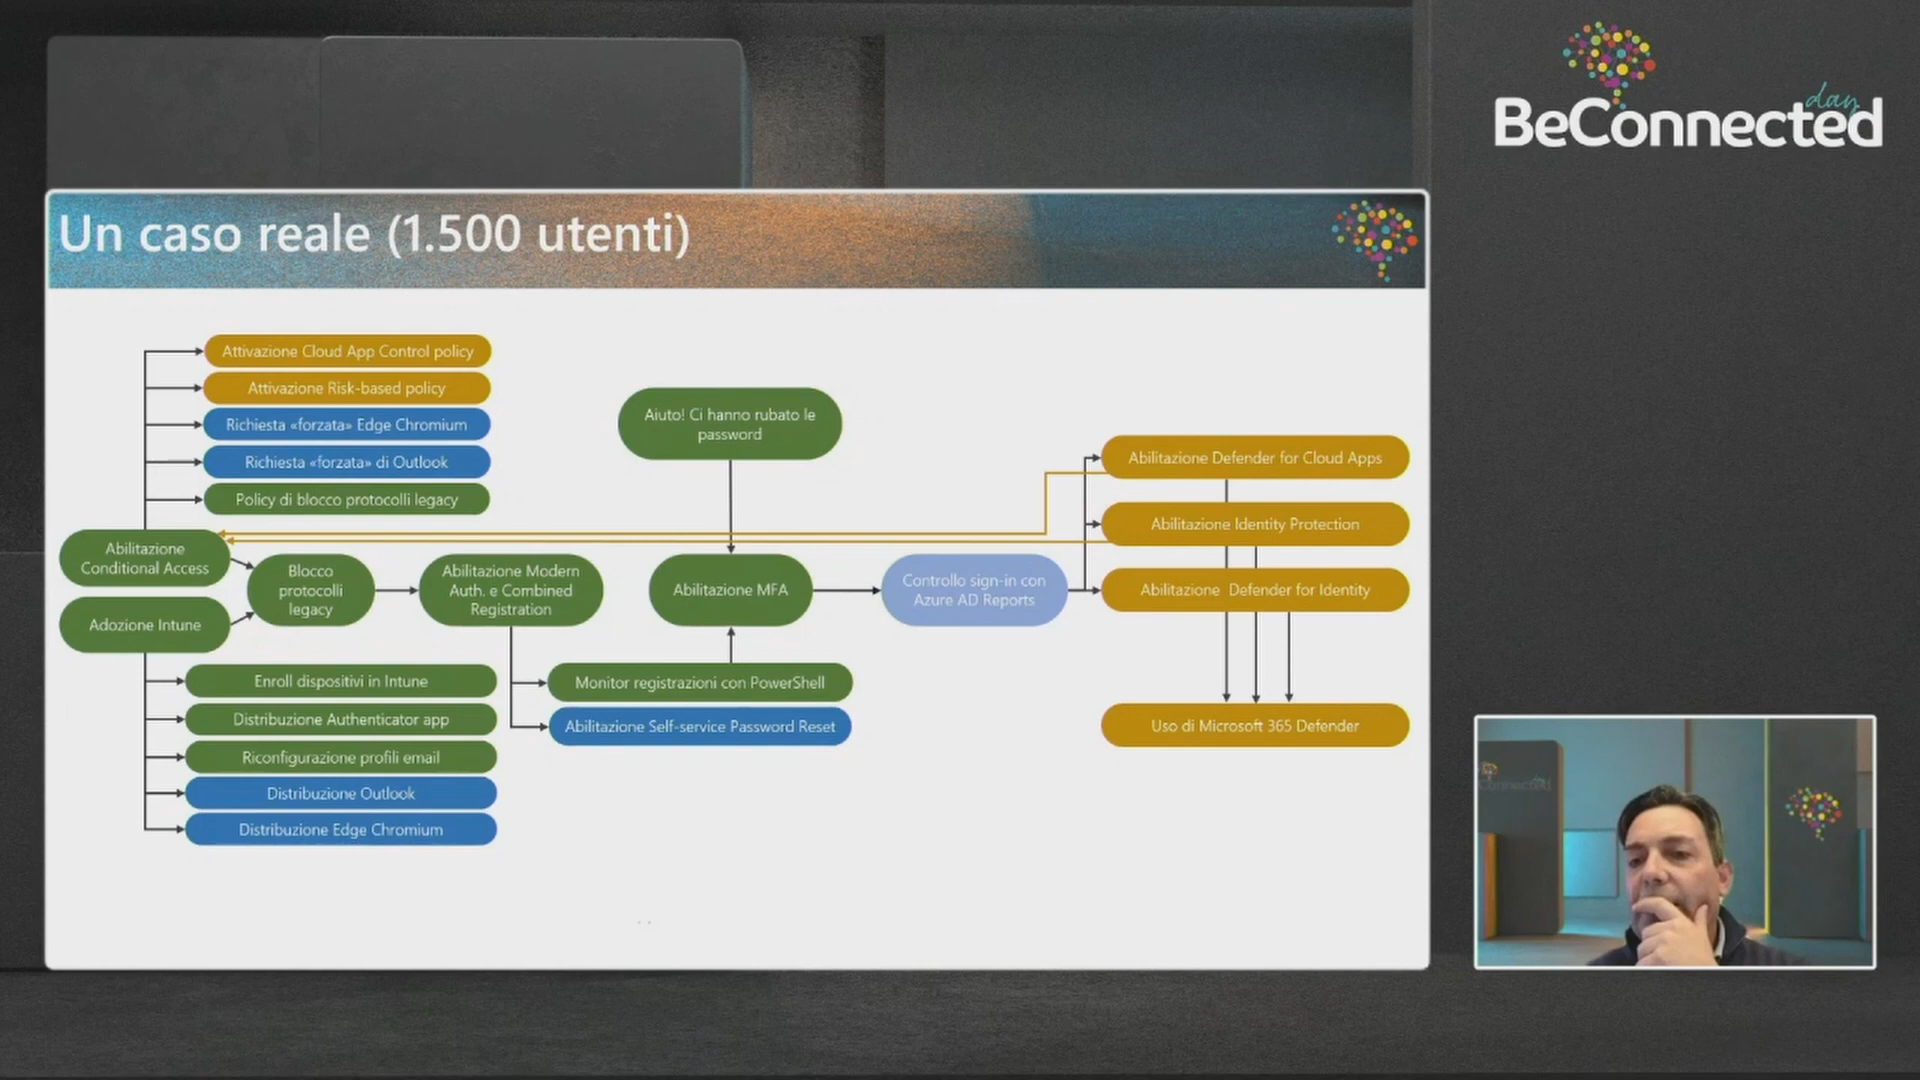 day
BeConnected
Un caso reale (1.500 utenti)
Attivazione Cloud App Control policy
Attivazione Risk-based policy
Richiesta «forzata» Edge Chromium
Richiesta «forzata» di Outlook
Policy di blocco protocolli legacy
Abilitazione
Conditional Access
Adozione Intune
Blocco
protocolli
legacy
Abilitazione Modern
Auth. e Combined
Registration
Enroll dispositivi in Intune
Distribuzione Authenticator app
Riconfigurazione profili email
Distribuzione Outlook
Distribuzione Edge Chromium
Aiuto! Ci hanno rubato le
password
Abilitazione MFA
Monitor registrazioni con PowerShell
Abilitazione Self-service Password Reset
Controllo sign-in con
Azure AD Reports
Abilitazione Defender for Cloud Apps
Abilitazione Identity Protection
Abilitazione Defender for Identity
Uso di Microsoft 365 Defender
Connected